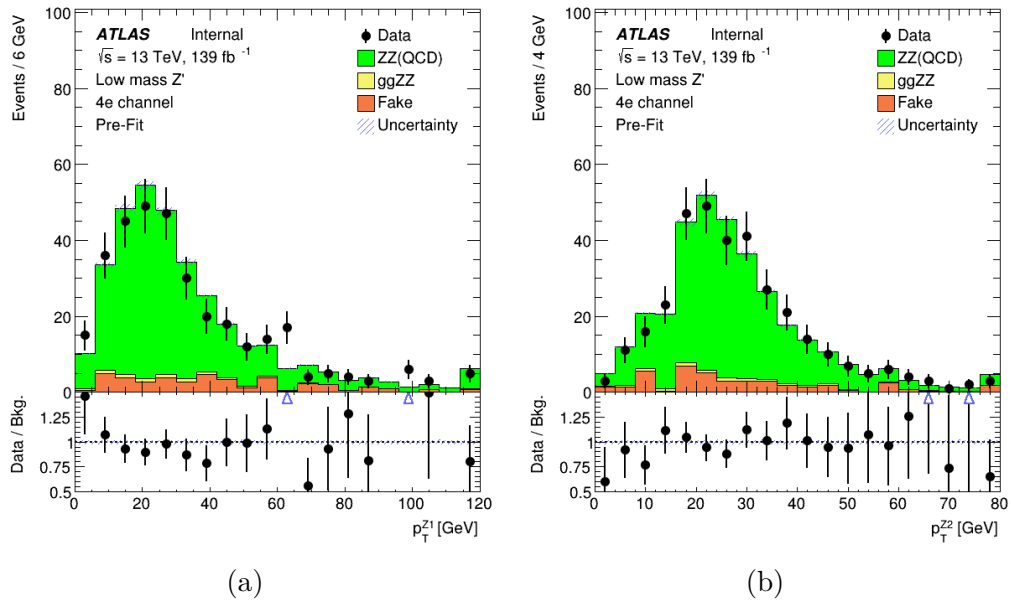 Events / 6 GeV
100
80
60
40
20
0
ATLAS Internal
√s = 13 TeV, 139 fb -1
Low mass Z'
4e channel
Pre-Fit
Data
ZZ(QCD)
ggZZ
Fake
Uncertainty
Data / Bkg.
1.25
1
0.75
0.5
0 20 40 60 80 100 120
p_T^Z1 [GeV]
(a)
Events / 4 GeV
100
80
60
40
20
0
ATLAS Internal
√s = 13 TeV, 139 fb -1
Low mass Z'
4e channel
Pre-Fit
Data
ZZ(QCD)
ggZZ
Fake
Uncertainty
Data / Bkg.
1.25
1
0.75
0.5
0 10 20 30 40 50 60 70 80
p_T^Z2 [GeV]
(b)